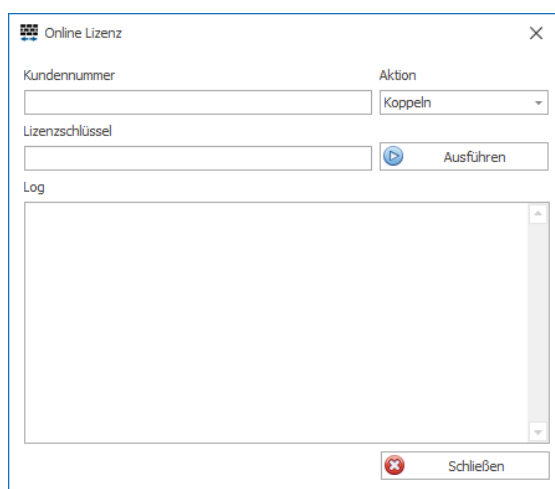 Online Lizenz
Kundennummer
Aktion
Koppeln
Lizenzschlüssel
Ausführen
Log
Schließen